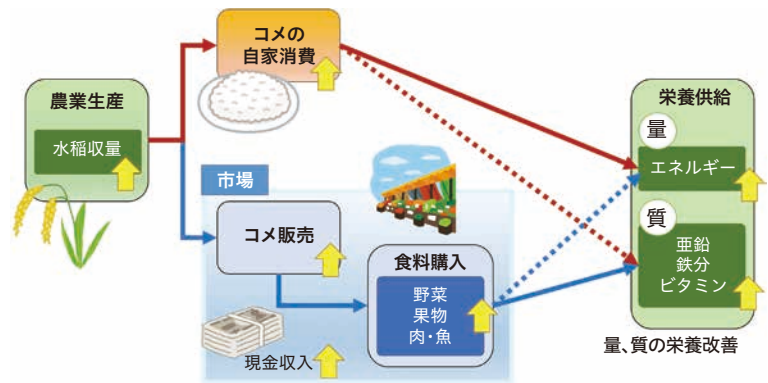 農業生産
水稲収量
コメの
自家消費
市場
コメ販売
現金収入
食料購入
野菜
果物
肉・魚
栄養供給
量
エネルギー
質
亜鉛
鉄分
ビタミン
量、質の栄養改善